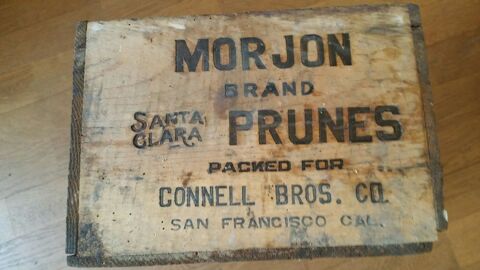 MORJON
BRAND
SANTA CLARA PRUNES
PACKED FOR
CONNELL BROS. CO.
SAN FRANCISCO CAL.